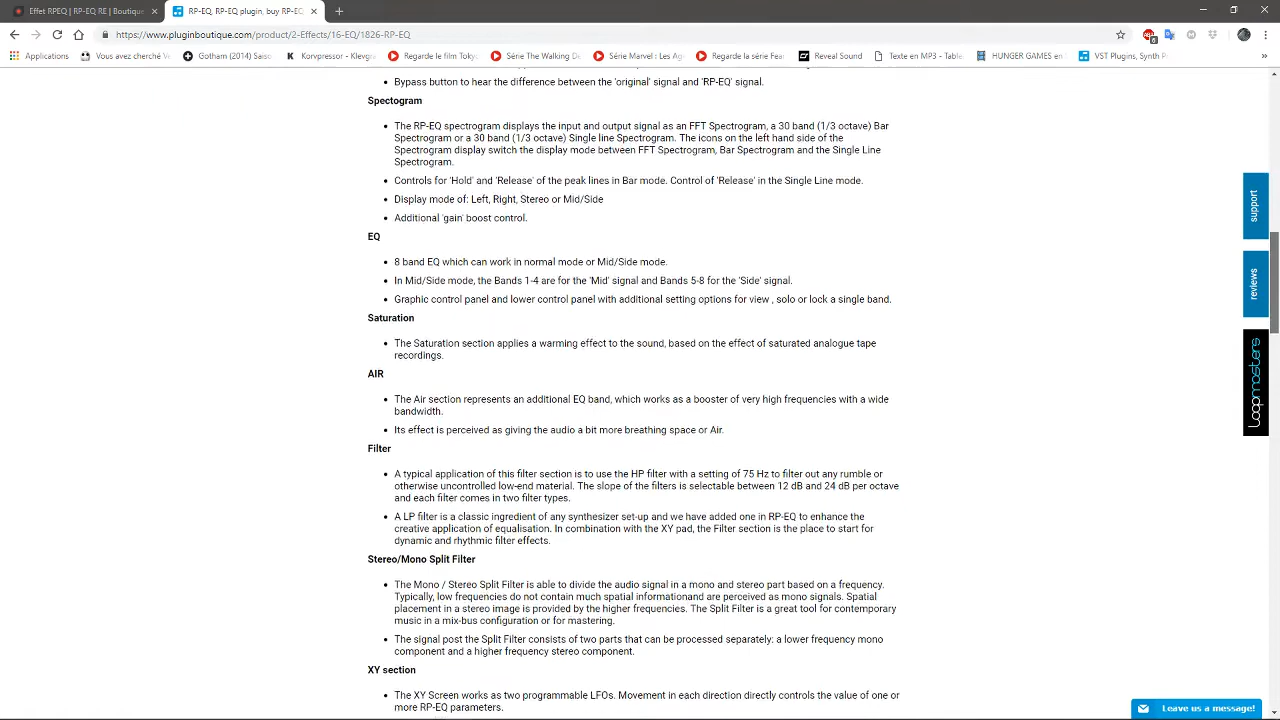 Effet RPEQ | RP-EQ RE | Boutique
RP-EQ, RP-EQ plugin, buy RP-EQ
https://www.pluginboutique.com/product/2-Effects/16-EQ/1826-RP-EQ
Applications
Vous avez cherché
Gotham (2014) Saiso
Korvpressor - Klevgra
Regarde le film Tokyo
Série The Walking De
Série Marvel : Les Ag
Regarde la série Fear
Reveal Sound
Texte en MP3 - Table
HUNGER GAMES en
VST Plugins, Synth Pr
Bypass button to hear the difference between the 'original' signal and 'RP-EQ' signal.
Spectogram
The RP-EQ spectrogram displays the input and output signal as an FFT Spectrogram, a 30 band (1/3 octave) Bar
Spectrogram or a 30 band (1/3 octave) Single line Spectrogram. The icons on the left hand side of the
Spectrogram display switch the display mode between FFT Spectrogram, Bar Spectrogram and the Single Line
Spectrogram.
Controls for 'Hold' and 'Release' of the peak lines in Bar mode. Control of 'Release' in the Single Line mode.
Display mode of: Left, Right, Stereo or Mid/Side
Additional 'gain' boost control.
EQ
8 band EQ which can work in normal mode or Mid/Side mode.
In Mid/Side mode, the Bands 1-4 are for the 'Mid' signal and Bands 5-8 for the 'Side' signal.
Graphic control panel and lower control panel with additional setting options for view , solo or lock a single band.
Saturation
The Saturation section applies a warming effect to the sound, based on the effect of saturated analogue tape
recordings.
AIR
The Air section represents an additional EQ band, which works as a booster of very high frequencies with a wide
bandwidth.
Its effect is perceived as giving the audio a bit more breathing space or Air.
Filter
A typical application of this filter section is to use the HP filter with a setting of 75 Hz to filter out any rumble or
otherwise uncontrolled low-end material. The slope of the filters is selectable between 12 dB and 24 dB per octave
and each filter comes in two filter types.
A LP filter is a classic ingredient of any synthesizer set-up and we have added one in RP-EQ to enhance the
creative application of equalisation. In combination with the XY pad, the Filter section is the place to start for
dynamic and rhythmic filter effects.
Stereo/Mono Split Filter
The Mono / Stereo Split Filter is able to divide the audio signal in a mono and stereo part based on a frequency.
Typically, low frequencies do not contain much spatial informationand are perceived as mono signals. Spatial
placement in a stereo image is provided by the higher frequencies. The Split Filter is a great tool for contemporary
music in a mix-bus configuration or for mastering.
The signal post the Split Filter consists of two parts that can be processed separately: a lower frequency mono
component and a higher frequency stereo component.
XY section
The XY Screen works as two programmable LFOs. Movement in each direction directly controls the value of one or
more RP-EQ parameters.
support
reviews
loopmasters
Leave us a message!